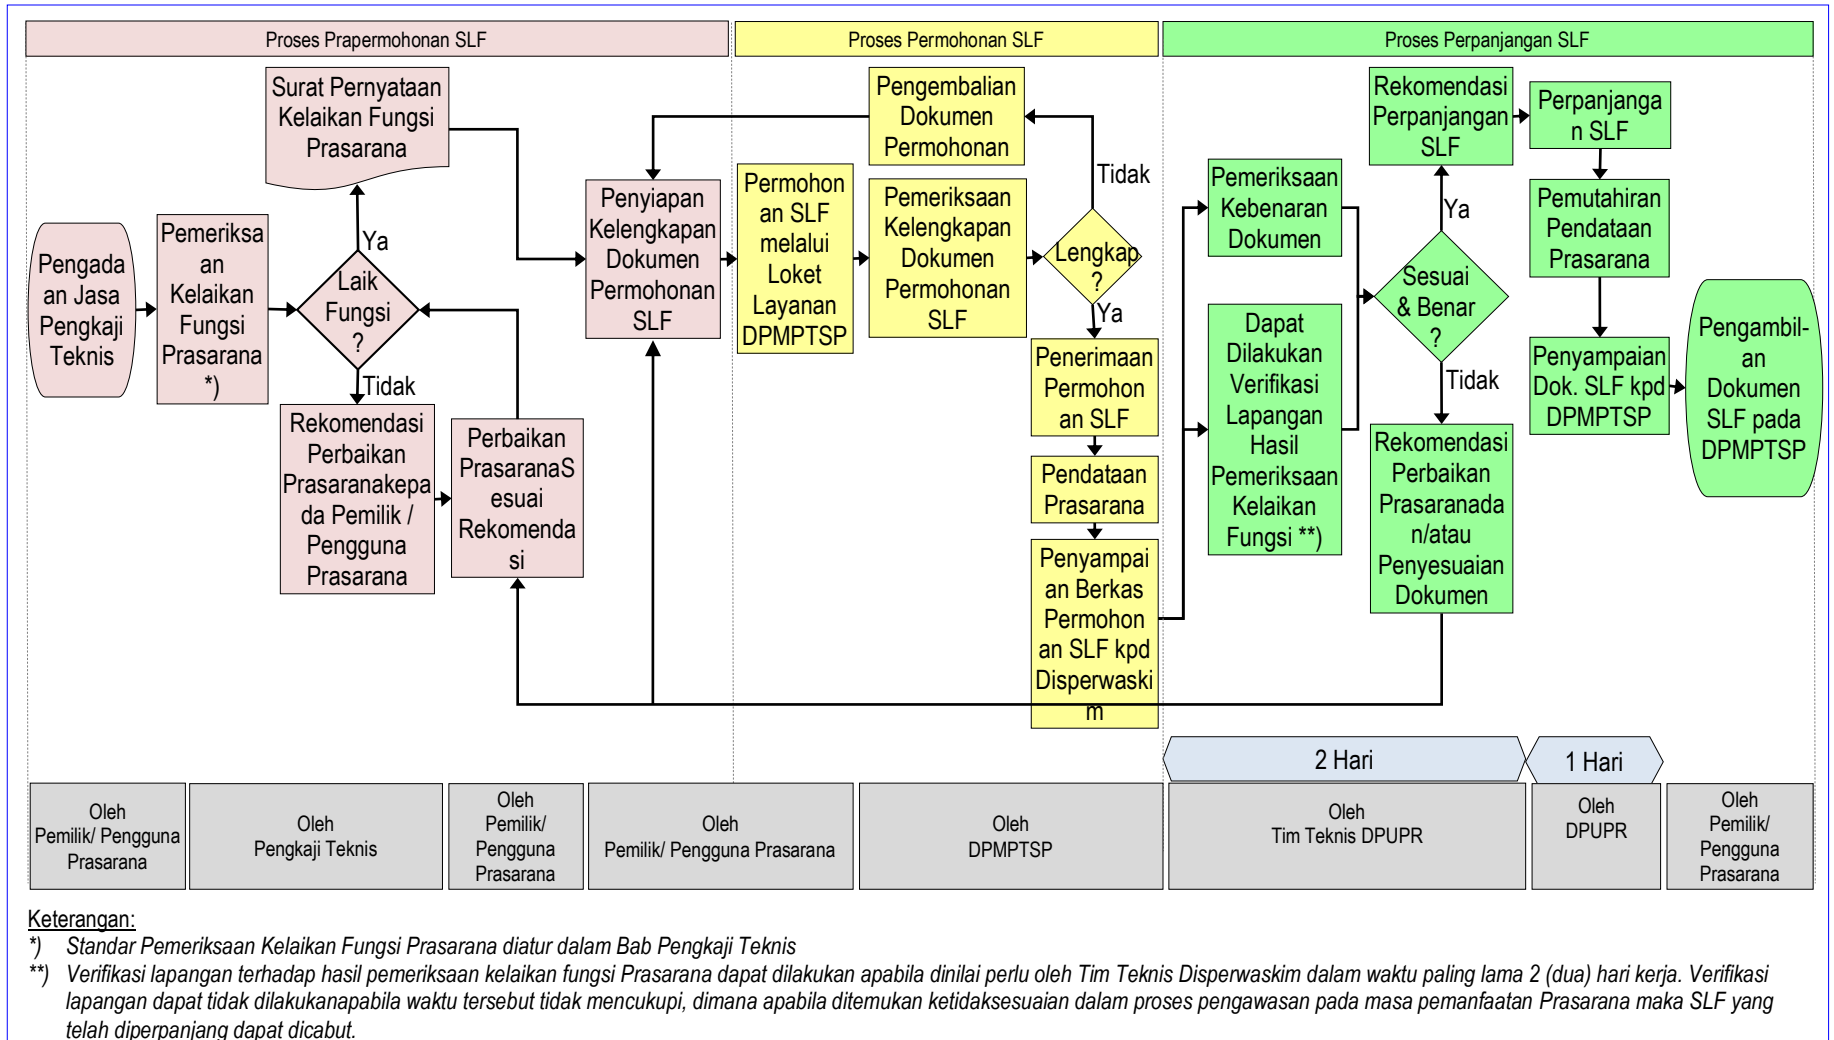 Proses Prapermohonan SLF
Proses Permohonan SLF
Proses Perpanjangan SLF
Pengada
an Jasa
Pengkaji
Teknis
Pemeriksa
an
Kelaikan
Fungsi
Prasarana
*)
Surat Pernyataan
Kelaikan Fungsi
Prasarana
Ya
Laik
Fungsi
?
Tidak
Rekomendasi
Perbaikan
Prasaranakepa
da Pemilik /
Pengguna
Prasarana
Perbaikan
PrasaranaS
esuai
Rekomenda
si
Penyiapan
Kelengkapan
Dokumen
Permohonan
SLF
Permohon
an SLF
melalui
Loket
Layanan
DPMPTSP
Pengembalian
Dokumen
Permohonan
Pemeriksaan
Kelengkapan
Dokumen
Permohonan
SLF
Tidak
Lengkap
?
Ya
Penerimaan
Permohon
an SLF
Pendataan
Prasarana
Penyampai
an Berkas
Permohon
an SLF kpd
Disperwaski
m
Pemeriksaan
Kebenaran
Dokumen
Dapat
Dilakukan
Verifikasi
Lapangan
Hasil
Pemeriksaan
Kelaikan
Fungsi **)
Rekomendasi
Perpanjangan
SLF
Ya
Sesuai
& Benar
?
Tidak
Rekomendasi
Perbaikan
Prasaranada
n/atau
Penyesuaian
Dokumen
Perpanjanga
n SLF
Pemutahiran
Pendataan
Prasarana
Penyampaian
Dok. SLF kpd
DPMPTSP
Pengambil-
an
Dokumen
SLF pada
DPMPTSP
2 Hari
1 Hari
Oleh
Pemilik/ Pengguna
Prasarana
Oleh
Pengkaji Teknis
Oleh
Pemilik/
Pengguna
Prasarana
Oleh
Pemilik/ Pengguna Prasarana
Oleh
DPMPTSP
Oleh
Tim Teknis DPUPR
Oleh
DPUPR
Oleh
Pemilik/
Pengguna
Prasarana
Keterangan:
*) Standar Pemeriksaan Kelaikan Fungsi Prasarana diatur dalam Bab Pengkaji Teknis
**) Verifikasi lapangan terhadap hasil pemeriksaan kelaikan fungsi Prasarana dapat dilakukan apabila dinilai perlu oleh Tim Teknis Disperwaskim dalam waktu paling lama 2 (dua) hari kerja. Verifikasi
lapangan dapat tidak dilakukanapabila waktu tersebut tidak mencukupi, dimana apabila ditemukan ketidaksesuaian dalam proses pengawasan pada masa pemanfaatan Prasarana maka SLF yang
telah diperpanjang dapat dicabut.